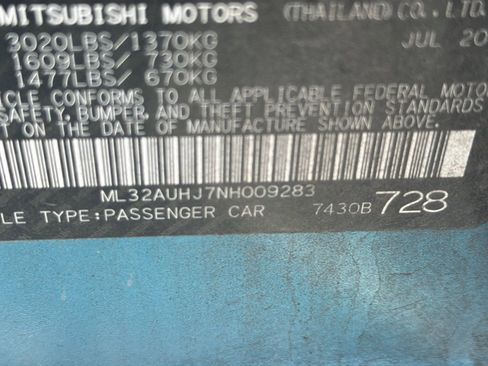 MITSUBISHI MOTORS (THAILAND) CO., LTD.
3020LBS/1370KG JUL 20
1609LBS/ 730KG
1477LBS/ 670KG
ICLE CONFORMS TO ALL APPLICABLE FEDERAL MOTOR
SAFETY, BUMPER, AND THEFT PREVENTION STANDARDS
T ON THE DATE OF MANUFACTURE SHOWN ABOVE.
ML32AUHJ7NH009283
LE TYPE:PASSENGER CAR 7430B 728